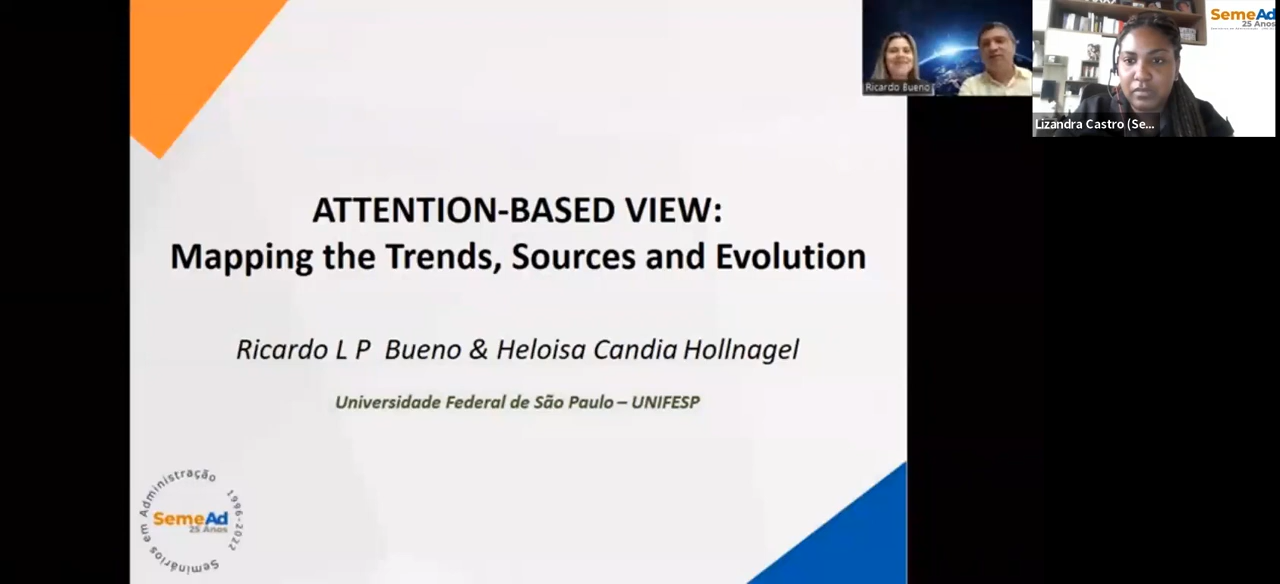 ATTENTION-BASED VIEW:
Mapping the Trends, Sources and Evolution
Ricardo L P Bueno & Heloisa Candia Hollnagel
Universidade Federal de São Paulo – UNIFESP
Seminários em Administração 1996-2022
SemeAd
25 Anos
Ricardo Bueno
Lizandra Castro (Se...
SemeAd
25 Anos